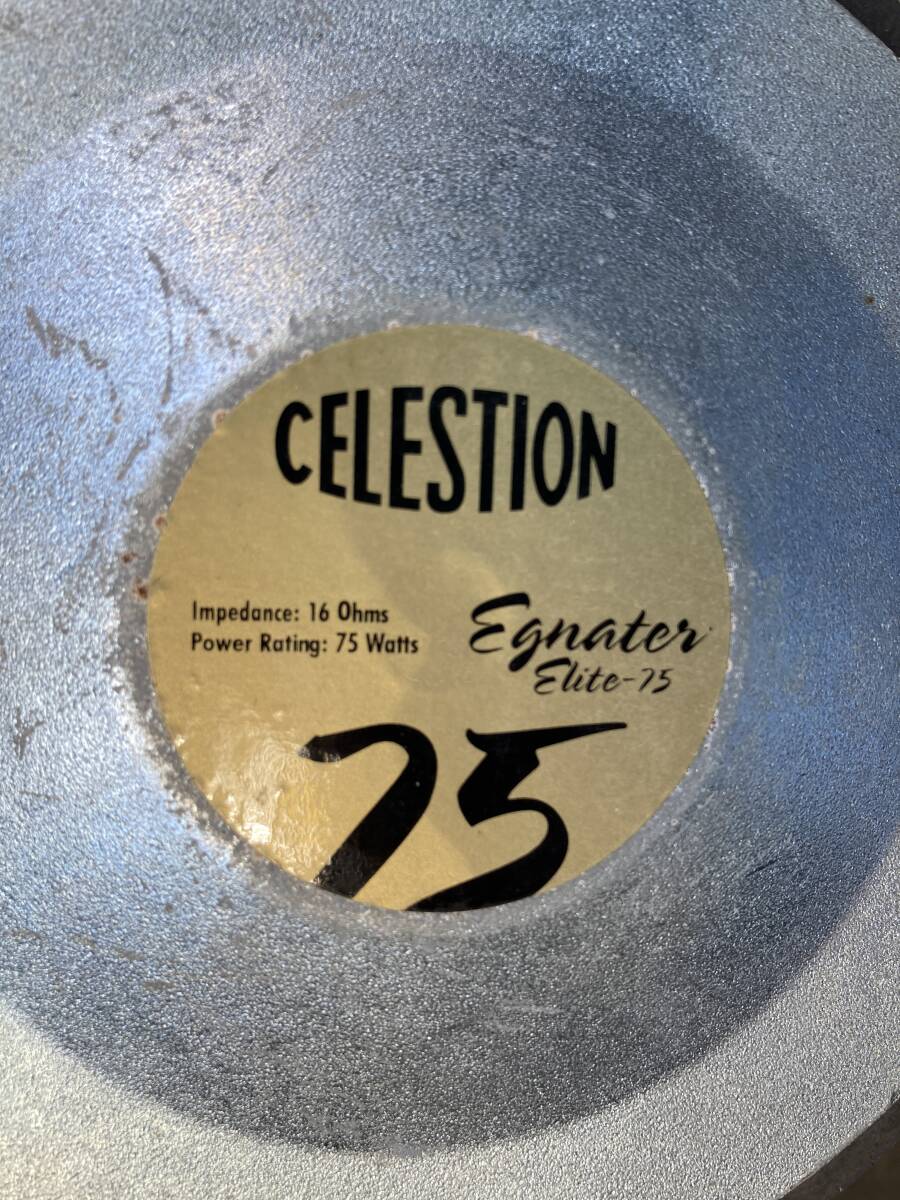 CELESTION
Impedance: 16 Ohms
Power Rating: 75 Watts
Egnater
Elite-75
75